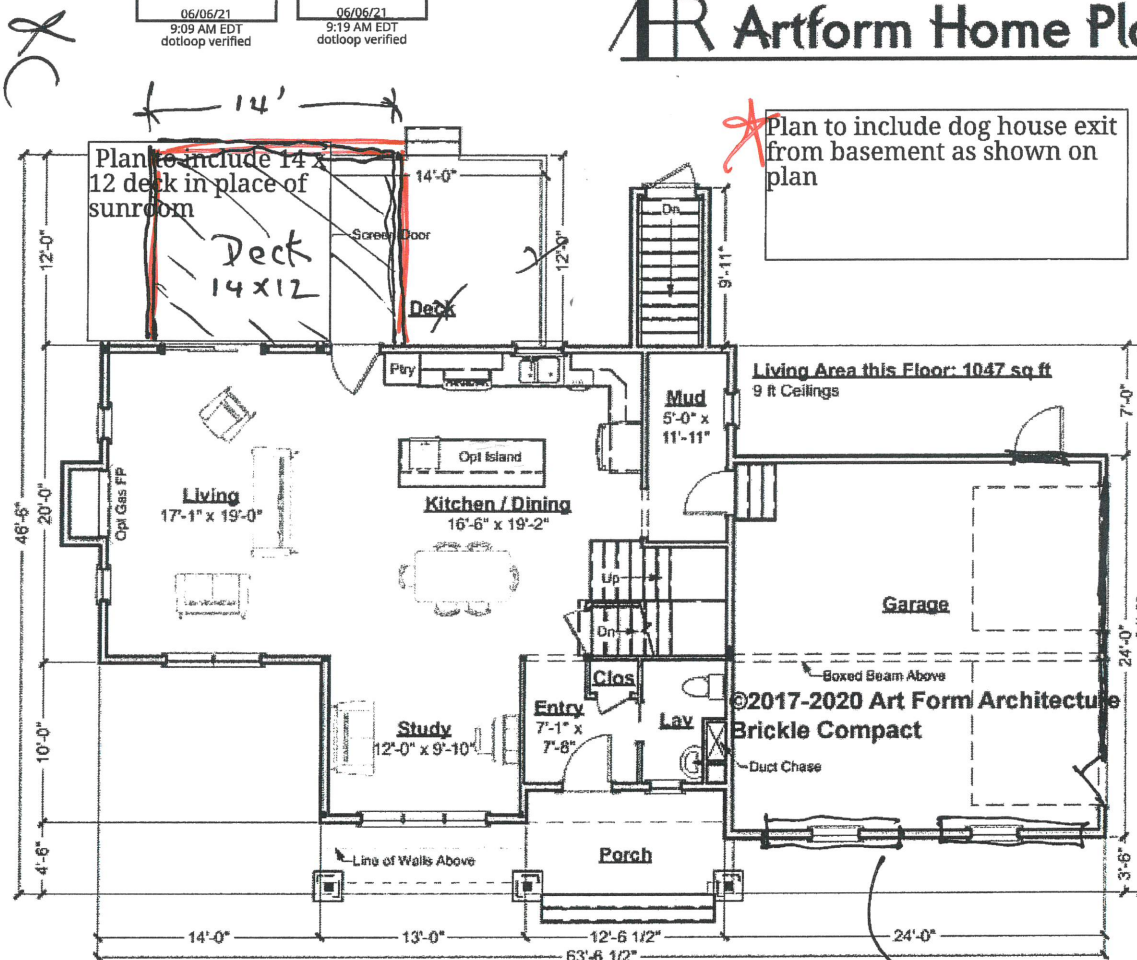 06/06/21
9:09 AM EDT
dotloop verified
06/06/21
9:19 AM EDT
dotloop verified
Artform Home Pl
14'
Plan to include 14 x
12 deck in place of
sunroom
Plan to include dog house exit
from basement as shown on
plan
14'-0"
Screen Door
Deck
14 x 12
Deck
12'-0"
12'-0"
Dn
9'-11"
Ptry
Mud
5'-0" x
11'-11"
Living Area this Floor: 1047 sq ft
9 ft Ceilings
7'-0"
Opt Island
Opt Gas FP
Living
17'-1" x 19'-0"
Kitchen / Dining
16'-6" x 19'-2"
46'-6"
20'-0"
Up
Dn
Garage
24'-0"
Boxed Beam Above
Clos
©2017-2020 Art Form Architecture
Brickle Compact
Entry
7'-1" x
7'-8"
Lav
Study
12'-0" x 9'-10"
Duct Chase
10'-0"
Line of Walls Above
Porch
4'-6"
3'-6"
14'-0"
13'-0"
12'-6 1/2"
24'-0"
63'-6 1/2"